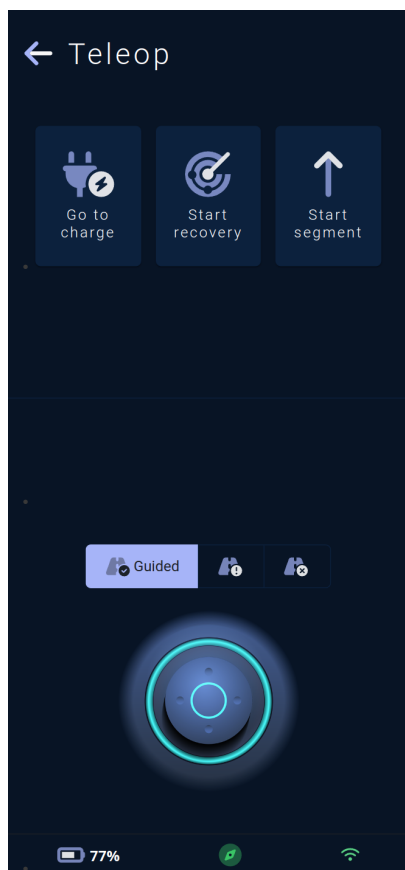 Teleop
Go to
charge
Start
recovery
Start
segment
Guided
77%